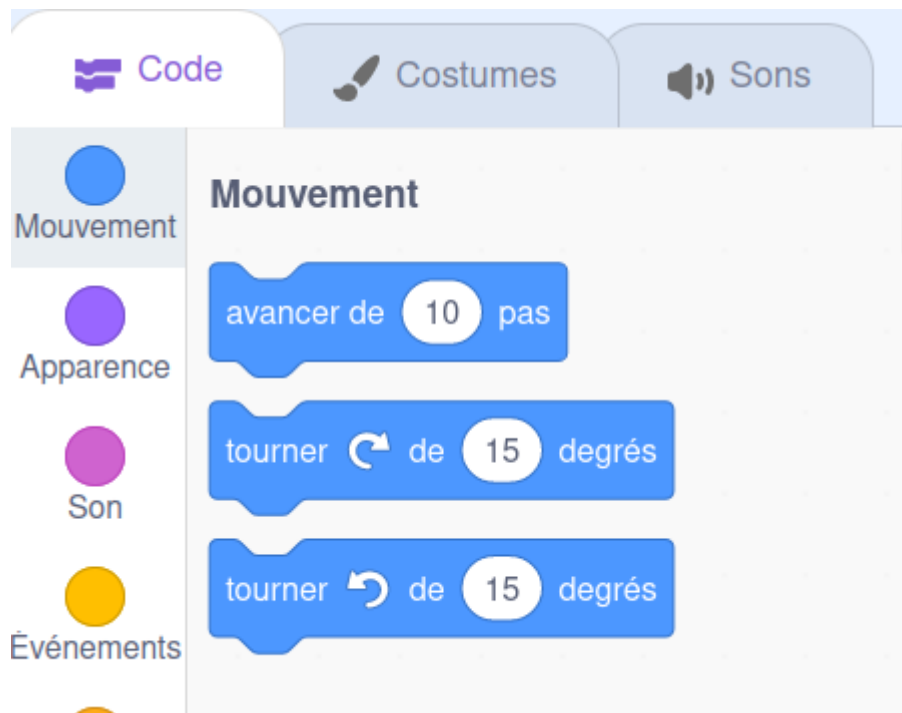 Code Costumes Sons
Mouvement
Apparence
Son
Événements
Mouvement
avancer de 10 pas
tourner de 15 degrés
tourner de 15 degrés